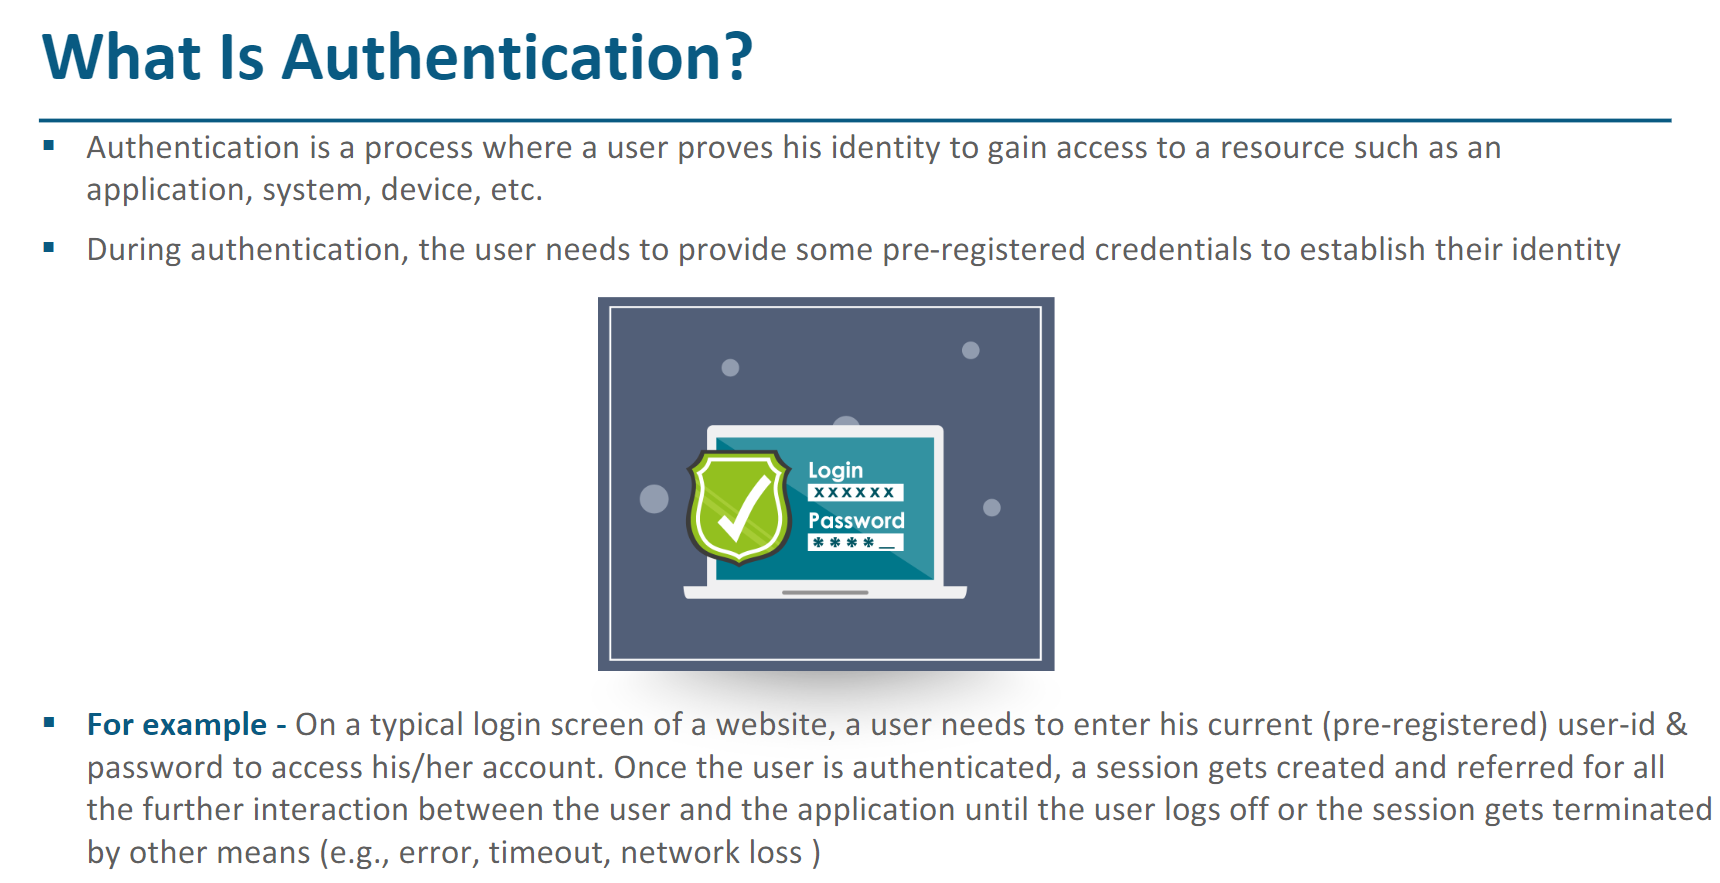 What Is Authentication?
▪ Authentication is a process where a user proves his identity to gain access to a resource such as an
application, system, device, etc.
▪ During authentication, the user needs to provide some pre-registered credentials to establish their identity
Login
xxxxxx
Password
****_
▪ For example - On a typical login screen of a website, a user needs to enter his current (pre-registered) user-id &
password to access his/her account. Once the user is authenticated, a session gets created and referred for all
the further interaction between the user and the application until the user logs off or the session gets terminated
by other means (e.g., error, timeout, network loss )